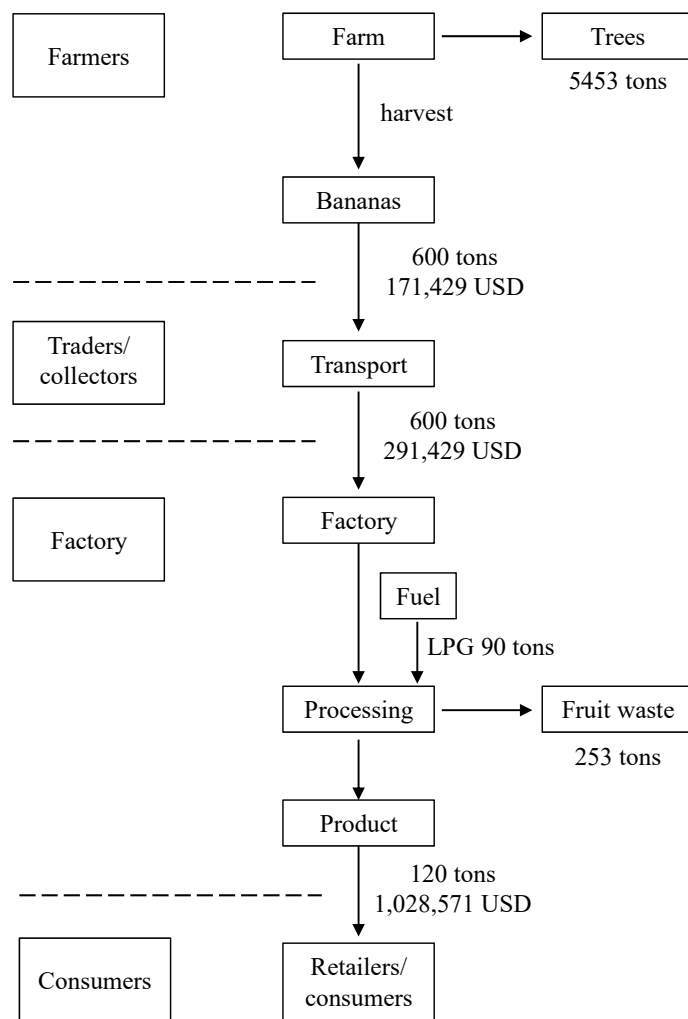 Farmers
Farm
Trees
5453 tons
harvest
Bananas
600 tons
171,429 USD
Traders/
collectors
Transport
600 tons
291,429 USD
Factory
Factory
Fuel
LPG 90 tons
Processing
Fruit waste
253 tons
Product
120 tons
1,028,571 USD
Consumers
Retailers/
consumers